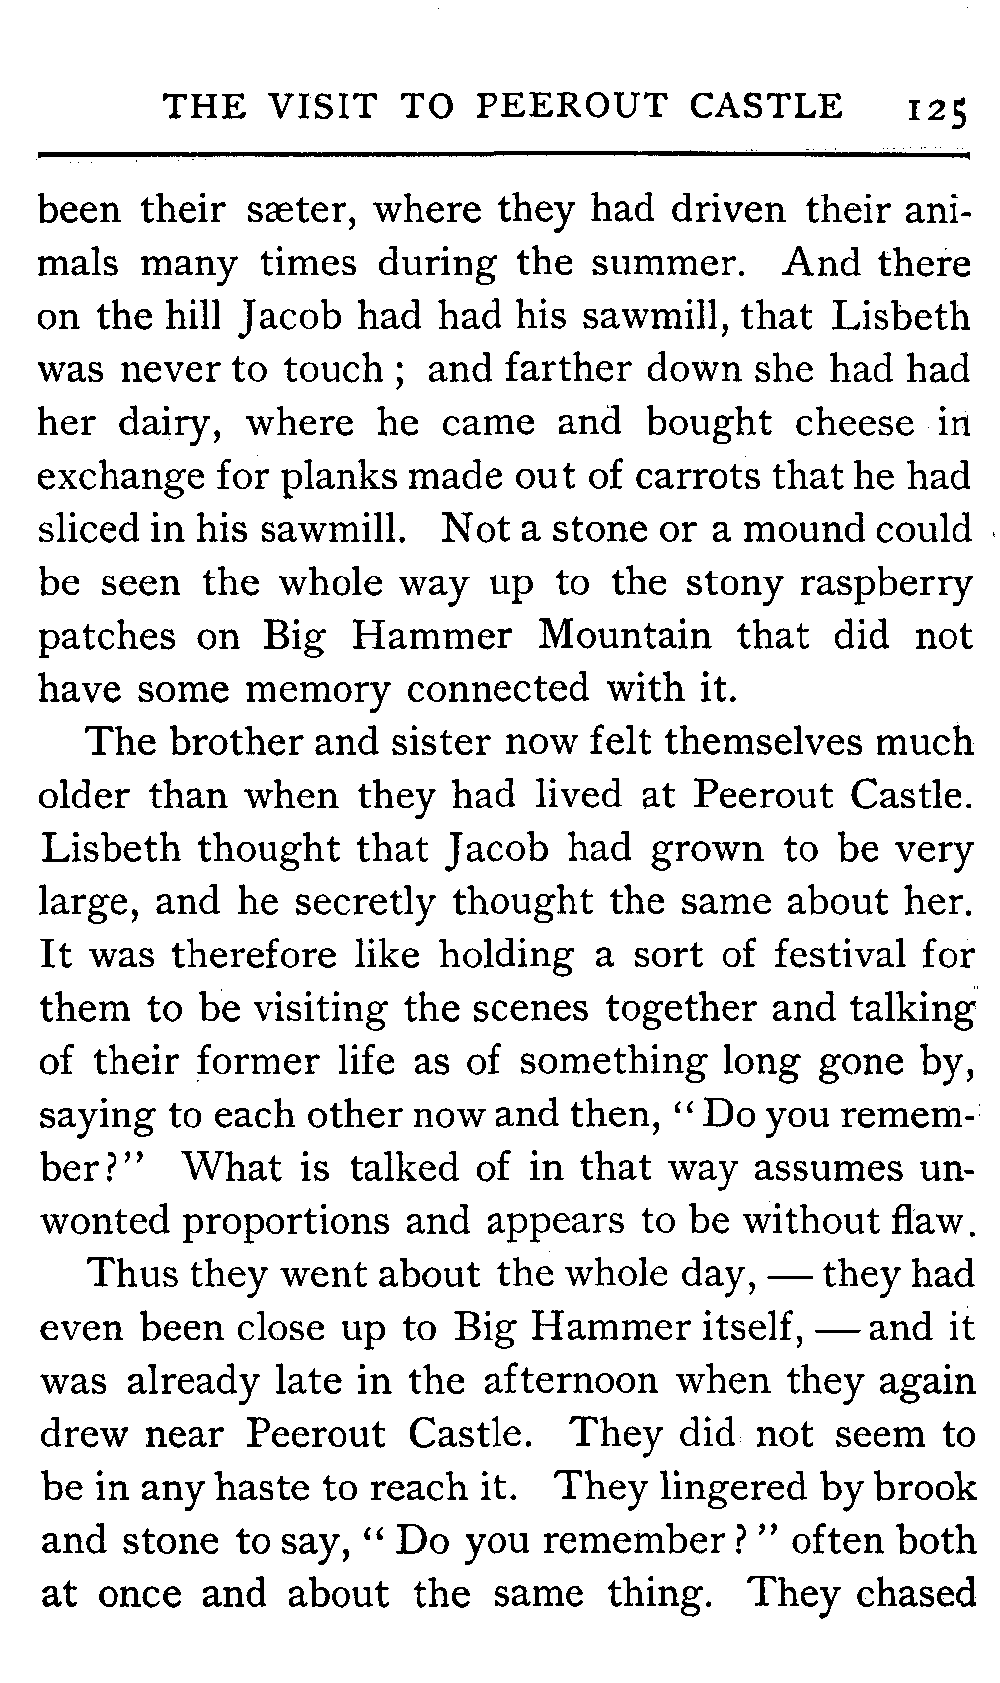 THE VISIT TO PEEROUT CASTLE 125
been their sæter, where they had driven their ani-
mals many times during the summer. And there
on the hill Jacob had had his sawmill, that Lisbeth
was never to touch ; and farther down she had had
her dairy, where he came and bought cheese in
exchange for planks made out of carrots that he had
sliced in his sawmill. Not a stone or a mound could
be seen the whole way up to the stony raspberry
patches on Big Hammer Mountain that did not
have some memory connected with it.
The brother and sister now felt themselves much
older than when they had lived at Peerout Castle.
Lisbeth thought that Jacob had grown to be very
large, and he secretly thought the same about her.
It was therefore like holding a sort of festival for
them to be visiting the scenes together and talking
of their former life as of something long gone by,
saying to each other now and then, “Do you remem-
ber?” What is talked of in that way assumes un-
wonted proportions and appears to be without flaw.
Thus they went about the whole day, — they had
even been close up to Big Hammer itself, — and it
was already late in the afternoon when they again
drew near Peerout Castle. They did not seem to
be in any haste to reach it. They lingered by brook
and stone to say, “Do you remember?” often both
at once and about the same thing. They chased